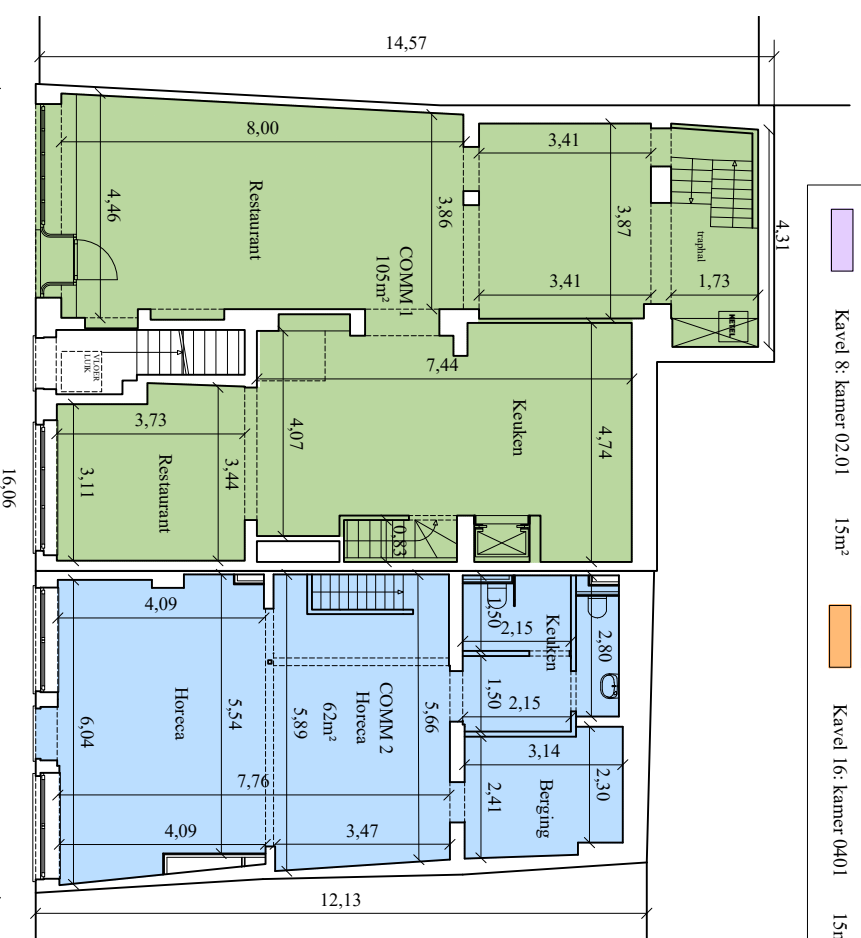 14,57
8,00
3,41
4,46
Restaurant
3,86
3,87
traphal
4,31
COMM 1
105m²
3,41
1,73
METEL
VLOER
LUIK
7,44
Keuken
4,07
4,74
3,73
3,44
3,11
Restaurant
0,83
16,06
4,09
1,50
2,15
Keuken
2,80
6,04
Horeca
5,54
5,89
COMM 2
Horeca
62m²
5,66
1,50
2,15
3,14
7,76
2,41
Berging
2,30
4,09
3,47
12,13
Kavel 8: kamer 02.01
15m²
Kavel 16: kamer 0401